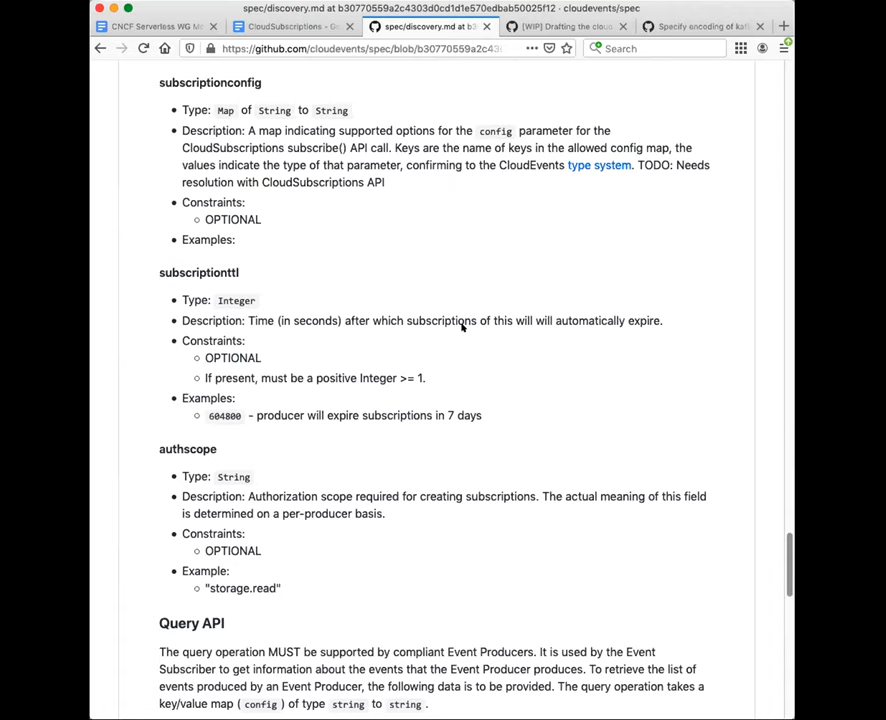 spec/discovery.md at b30770559a2c4303d0cd1d1e570edbab50025f12 · cloudevents/spec
CNCF Serverless WG M
CloudSubscriptions - G
spec/discovery.md at b
[WIP] Drafting the clou
Specify encoding of kaf
https://github.com/cloudevents/spec/blob/b30770559a2c43
Search
subscriptionconfig
Type: Map of String to String
Description: A map indicating supported options for the config parameter for the
CloudSubscriptions subscribe() API call. Keys are the name of keys in the allowed config map, the
values indicate the type of that parameter, confirming to the CloudEvents type system. TODO: Needs
resolution with CloudSubscriptions API
Constraints:
OPTIONAL
Examples:
subscriptionttl
Type: Integer
Description: Time (in seconds) after which subscriptions of this will will automatically expire.
Constraints:
OPTIONAL
If present, must be a positive Integer >= 1.
Examples:
604800 - producer will expire subscriptions in 7 days
authscope
Type: String
Description: Authorization scope required for creating subscriptions. The actual meaning of this field
is determined on a per-producer basis.
Constraints:
OPTIONAL
Example:
"storage.read"
Query API
The query operation MUST be supported by compliant Event Producers. It is used by the Event
Subscriber to get information about the events that the Event Producer produces. To retrieve the list of
events produced by an Event Producer, the following data is to be provided. The query operation takes a
key/value map ( config ) of type string to string .